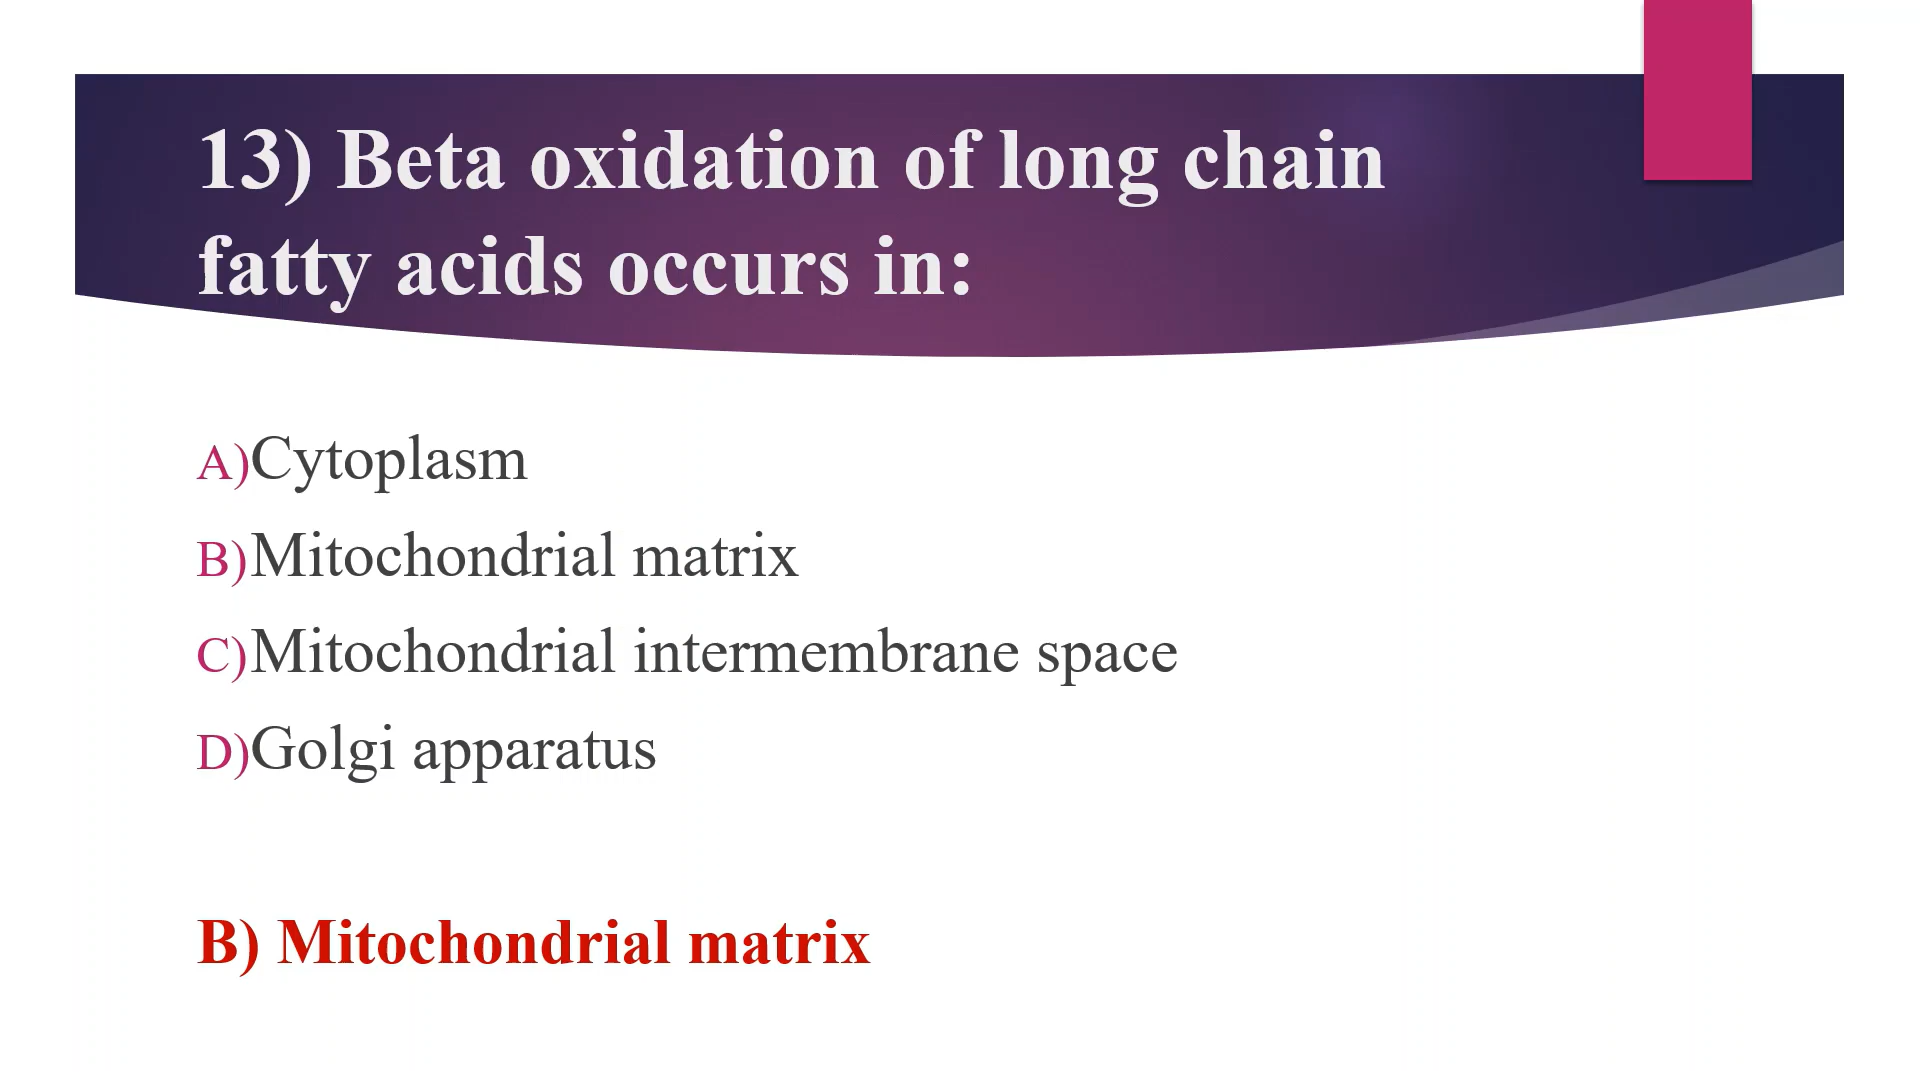 13) Beta oxidation of long chain
fatty acids occurs in:
A)Cytoplasm
B)Mitochondrial matrix
C)Mitochondrial intermembrane space
D)Golgi apparatus
B) Mitochondrial matrix